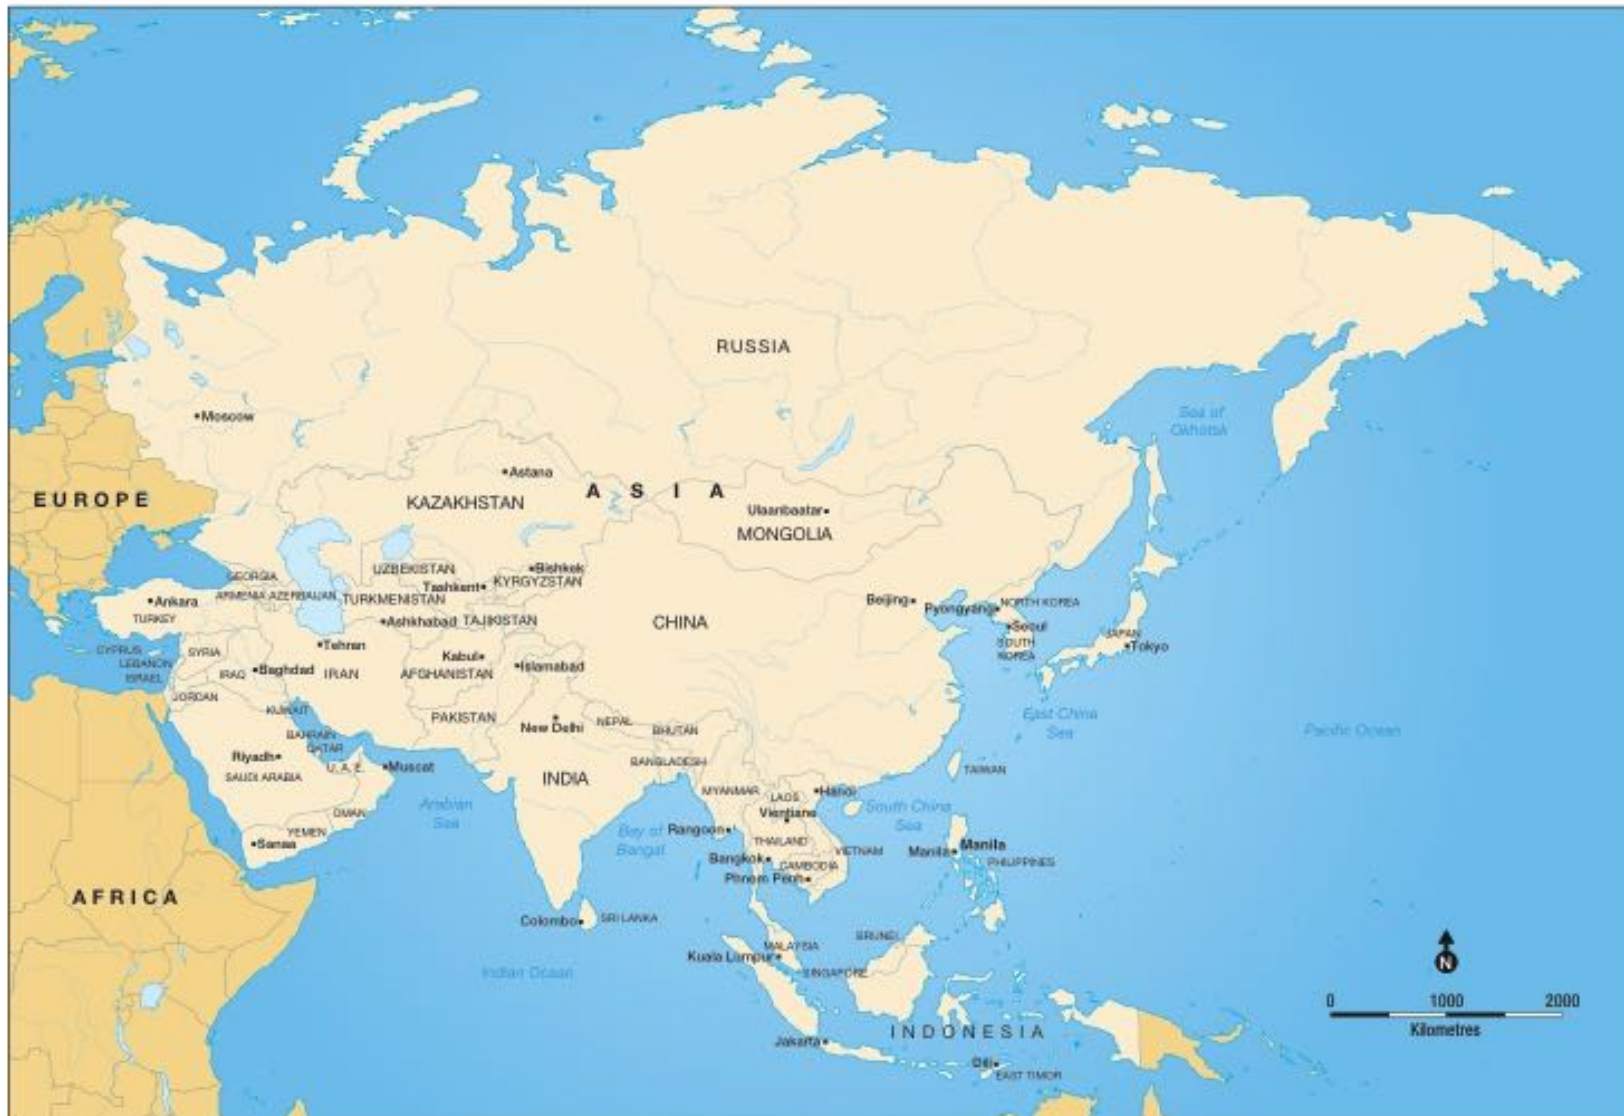 RUSSIA
Sea of
Okhotsk
Moscow
Astana
ASIA
EUROPE
KAZAKHSTAN
Ulaanbaatar
MONGOLIA
UZBEKISTAN
Bishkek
GEORGIA
Tashkent
KYRGYZSTAN
ARMENIA
AZERBAIJAN
TURKMENISTAN
Ankara
Beijing
Pyongyang
NORTH KOREA
TURKEY
Ashkhabad
TAJIKISTAN
CHINA
Seoul
SOUTH
KOREA
JAPAN
Tokyo
CYPRUS
SYRIA
Tehran
LEBANON
ISRAEL
IRAQ
Baghdad
IRAN
Kabul
AFGHANISTAN
Islamabad
JORDAN
KUWAIT
PAKISTAN
New Delhi
NEPAL
BHUTAN
East China
Sea
Pacific Ocean
BAHRAIN
QATAR
Riyadh
SAUDI ARABIA
U. A. E.
Muscat
INDIA
BANGLADESH
TAIWAN
MYANMAR
LAOS
Hanoi
Arabian
Sea
OMAN
YEMEN
Sanaa
Vientiane
South China
Sea
Bay of
Bangal
Rangoon
THAILAND
VIETNAM
Bangkok
CAMBODIA
Phnom Penh
Manila
Manila
PHILIPPINES
AFRICA
Colombo
SRI LANKA
BRUNEI
MALAYSIA
Kuala Lumpur
SINGAPORE
Indian Ocean
N
0 1000 2000
Kilometres
INDONESIA
Jakarta
Dili
EAST TIMOR